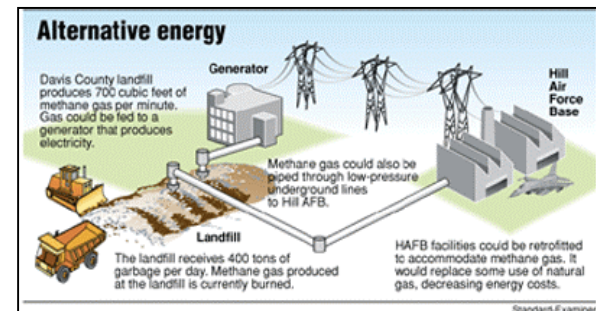 Alternative energy
Davis County landfill
produces 700 cubic feet of
methane gas per minute.
Gas could be fed to a
generator that produces
electricity.
Generator
Hill
Air
Force
Base
Methane gas could also be
piped through low-pressure
underground lines
to Hill AFB.
Landfill
The landfill receives 400 tons of
garbage per day. Methane gas produced
at the landfill is currently burned.
HAFB facilities could be retrofitted
to accommodate methane gas. It
would replace some use of natural
gas, decreasing energy costs.
Standard-Examiner